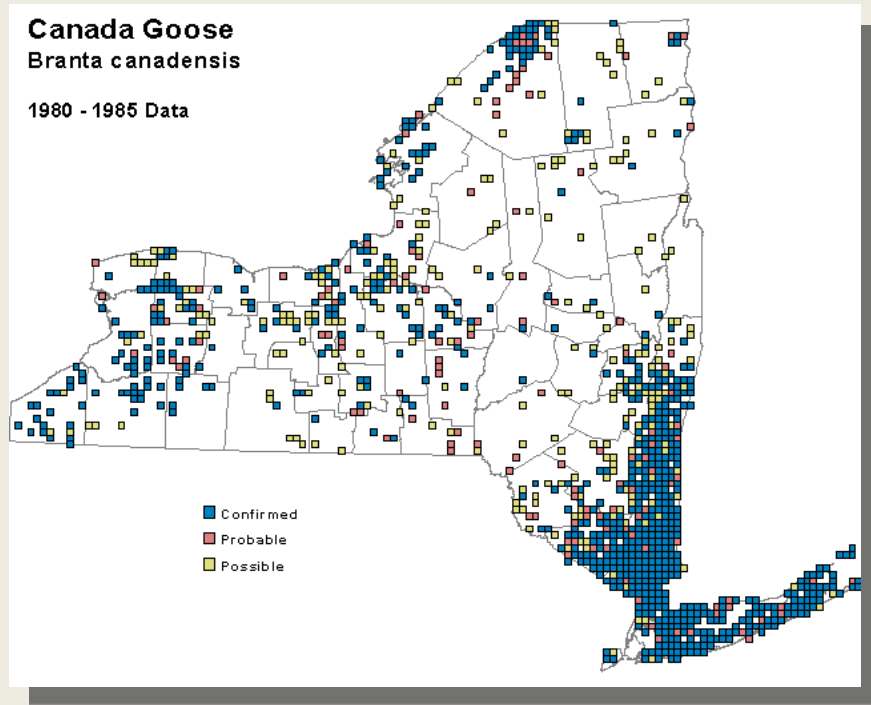 Canada Goose
Branta canadensis
1980 - 1985 Data
Confirmed
Probable
Possible